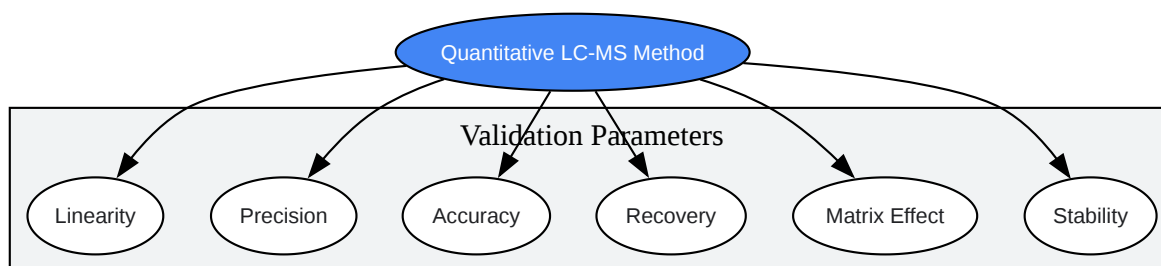 Quantitative LC-MS Method
Validation Parameters
Linearity
Precision
Accuracy
Recovery
Matrix Effect
Stability